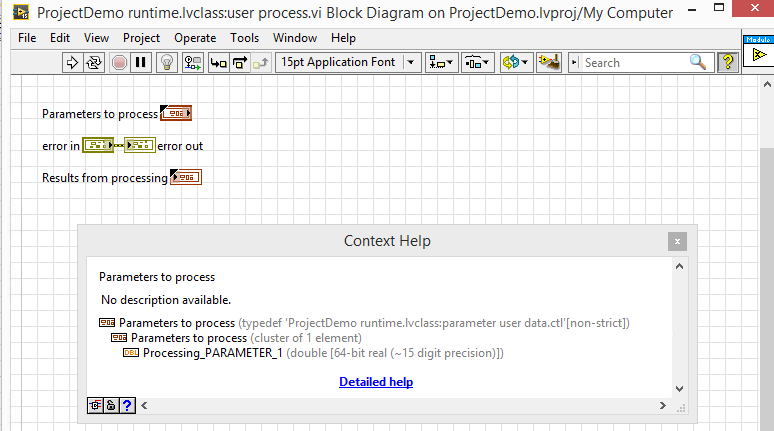 ProjectDemo runtime.lvclass:user process.vi Block Diagram on ProjectDemo.lvproj/My Computer
File Edit View Project Operate Tools Window Help
15pt Application Font Search ?
Modulo
Parameters to process
error in error out
Results from processing
Context Help
Parameters to process
No description available.
Parameters to process (typedef 'ProjectDemo runtime.lvclass:parameter user data.ctl'[non-strict])
Parameters to process (cluster of 1 element)
DBL Processing_PARAMETER_1 (double [64-bit real (~15 digit precision)])
Detailed help
?